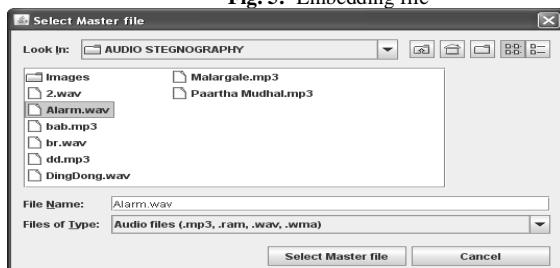 Fig. 5. Embedding file
Select Master file
Look In: AUDIO STEGNOGRAPHY
Images
2.wav
Alarm.wav
bab.mp3
br.wav
dd.mp3
DingDong.wav
Malargale.mp3
Paartha Mudhal.mp3
File Name: Alarm.wav
Files of Type: Audio files (.mp3, .ram, .wav, .wma)
Select Master file Cancel